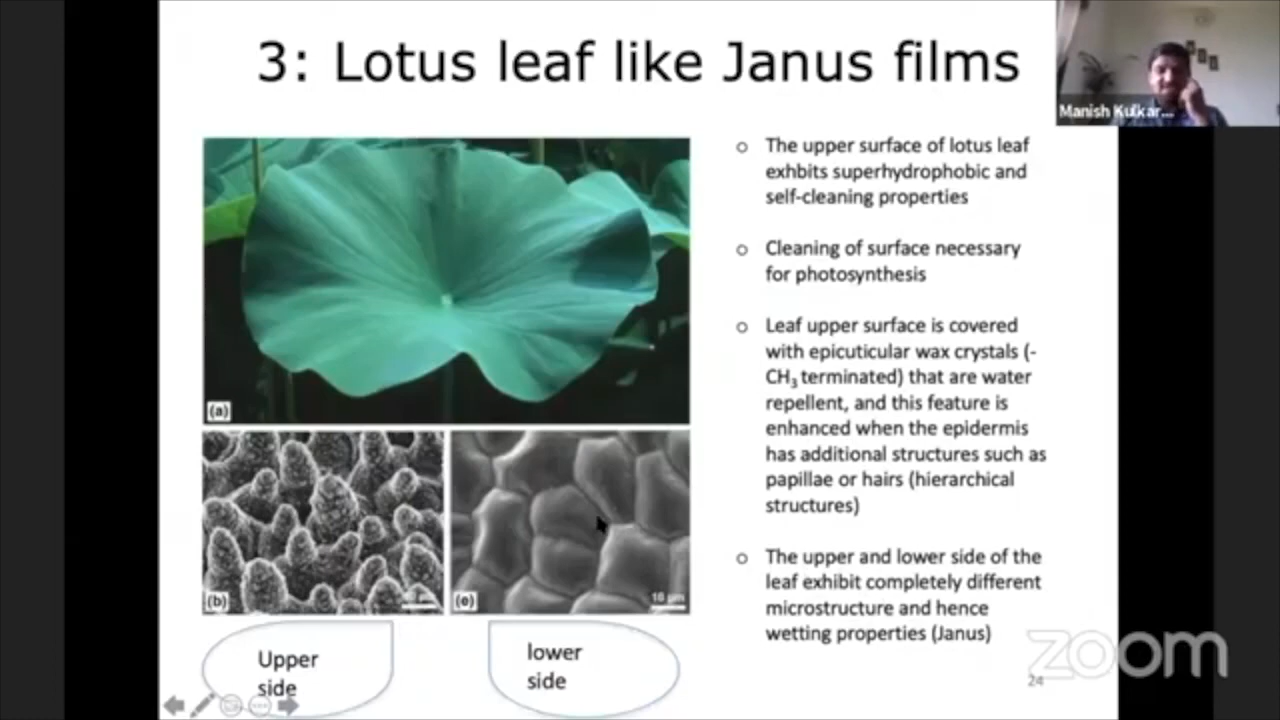 3: Lotus leaf like Janus films
Manish Kulkar...
(a)
(b)
(e)
10 µm
Upper
side
lower
side
○ The upper surface of lotus leaf
exhbits superhydrophobic and
self-cleaning properties
○ Cleaning of surface necessary
for photosynthesis
○ Leaf upper surface is covered
with epicuticular wax crystals (-
CH₃ terminated) that are water
repellent, and this feature is
enhanced when the epidermis
has additional structures such as
papillae or hairs (hierarchical
structures)
○ The upper and lower side of the
leaf exhibit completely different
microstructure and hence
wetting properties (Janus)
zoom
24